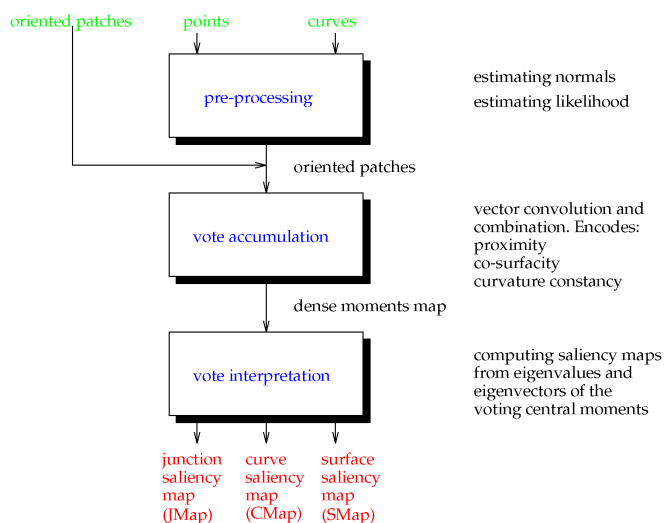 oriented patches
points
curves
pre-processing
estimating normals
estimating likelihood
oriented patches
vote accumulation
vector convolution and
combination. Encodes:
proximity
co-surfacity
curvature constancy
dense moments map
vote interpretation
computing saliency maps
from eigenvalues and
eigenvectors of the
voting central moments
junction
saliency
map
(JMap)
curve
saliency
map
(CMap)
surface
saliency
map
(SMap)